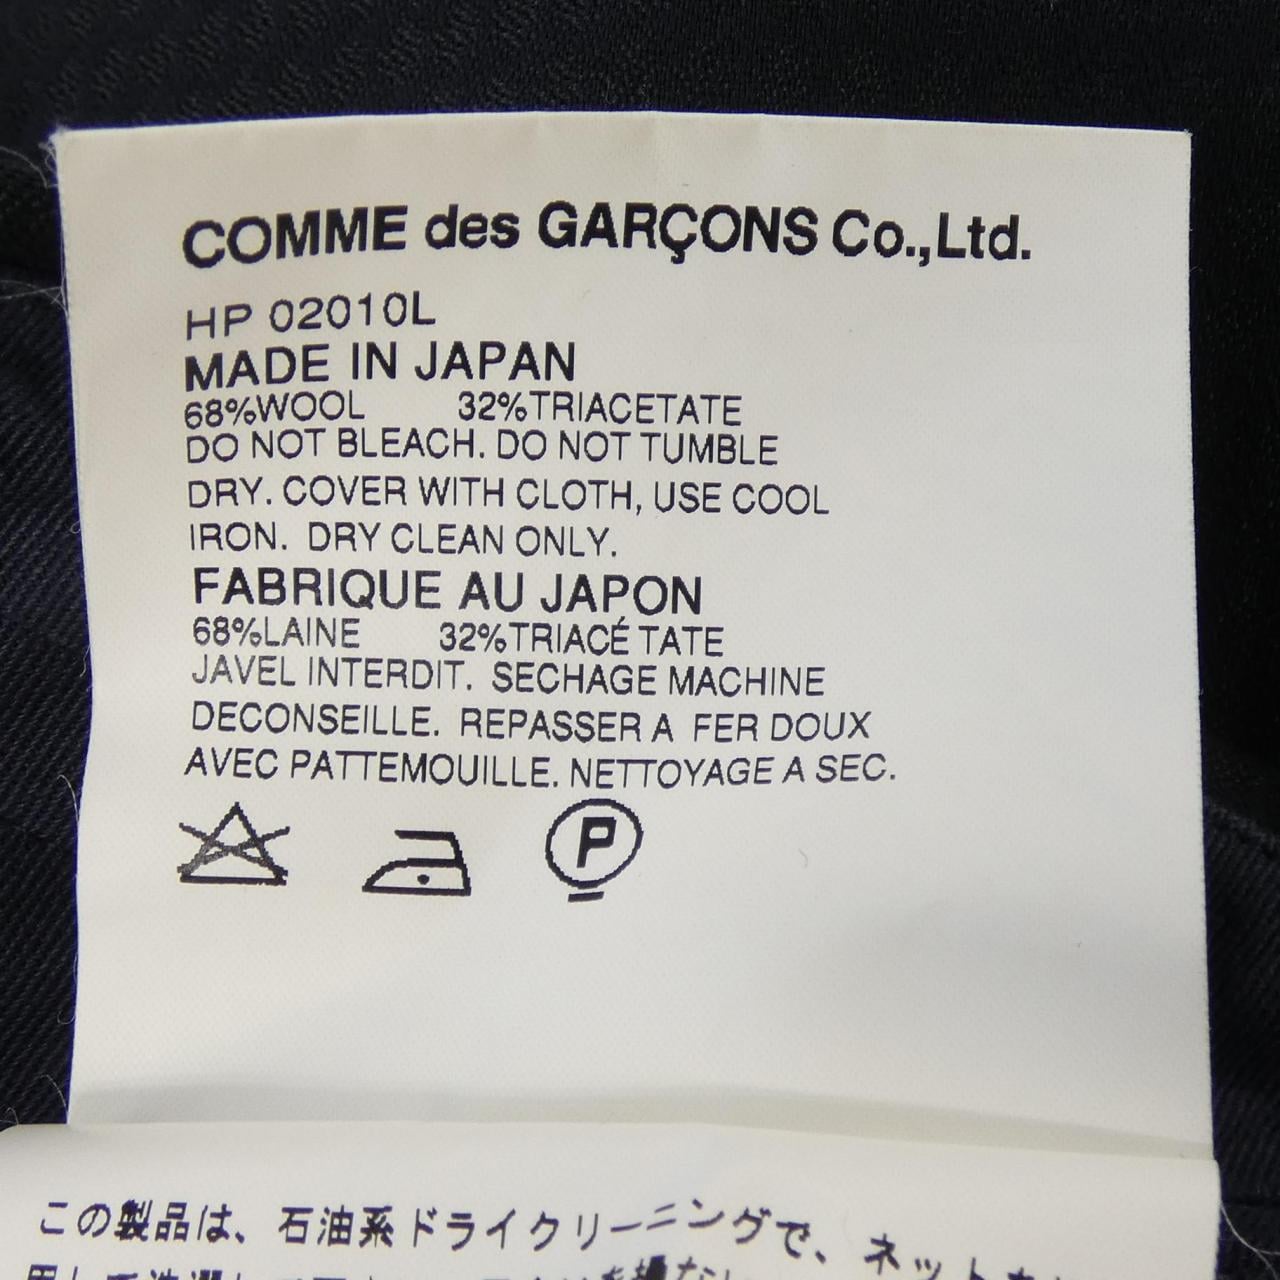 COMME des GARÇONS Co.,Ltd.
HP 02010L
MADE IN JAPAN
68%WOOL 32%TRIACETATE
DO NOT BLEACH. DO NOT TUMBLE
DRY. COVER WITH CLOTH, USE COOL
IRON. DRY CLEAN ONLY.
FABRIQUE AU JAPON
68%LAINE 32%TRIACÉ TATE
JAVEL INTERDIT. SECHAGE MACHINE
DECONSEILLE. REPASSER A FER DOUX
AVEC PATTEMOUILLE. NETTOYAGE A SEC.
P
この製品は、石油系ドライクリーニングで、ネット